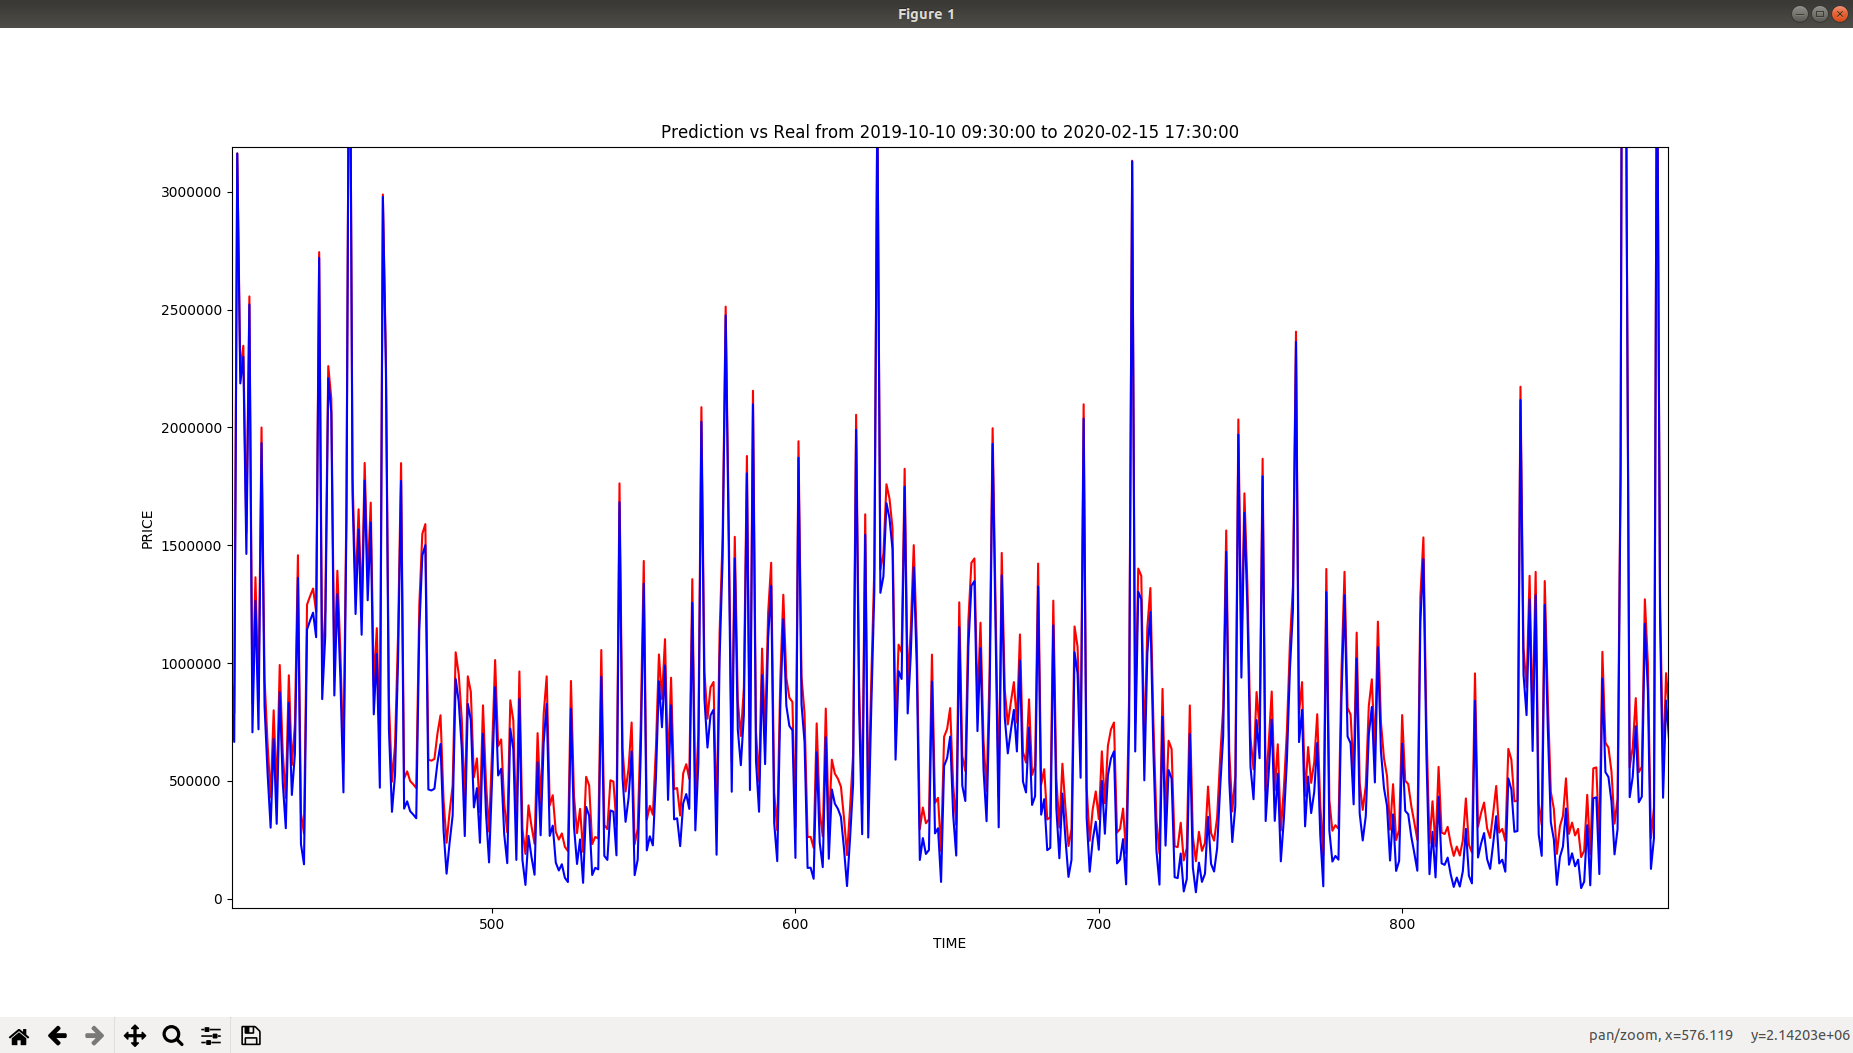 Figure 1
Prediction vs Real from 2019-10-10 09:30:00 to 2020-02-15 17:30:00
3000000
2500000
2000000
1500000
1000000
500000
0
PRICE
500 600 700 800
TIME
pan/zoom, x=576.119 y=2.14203e+06